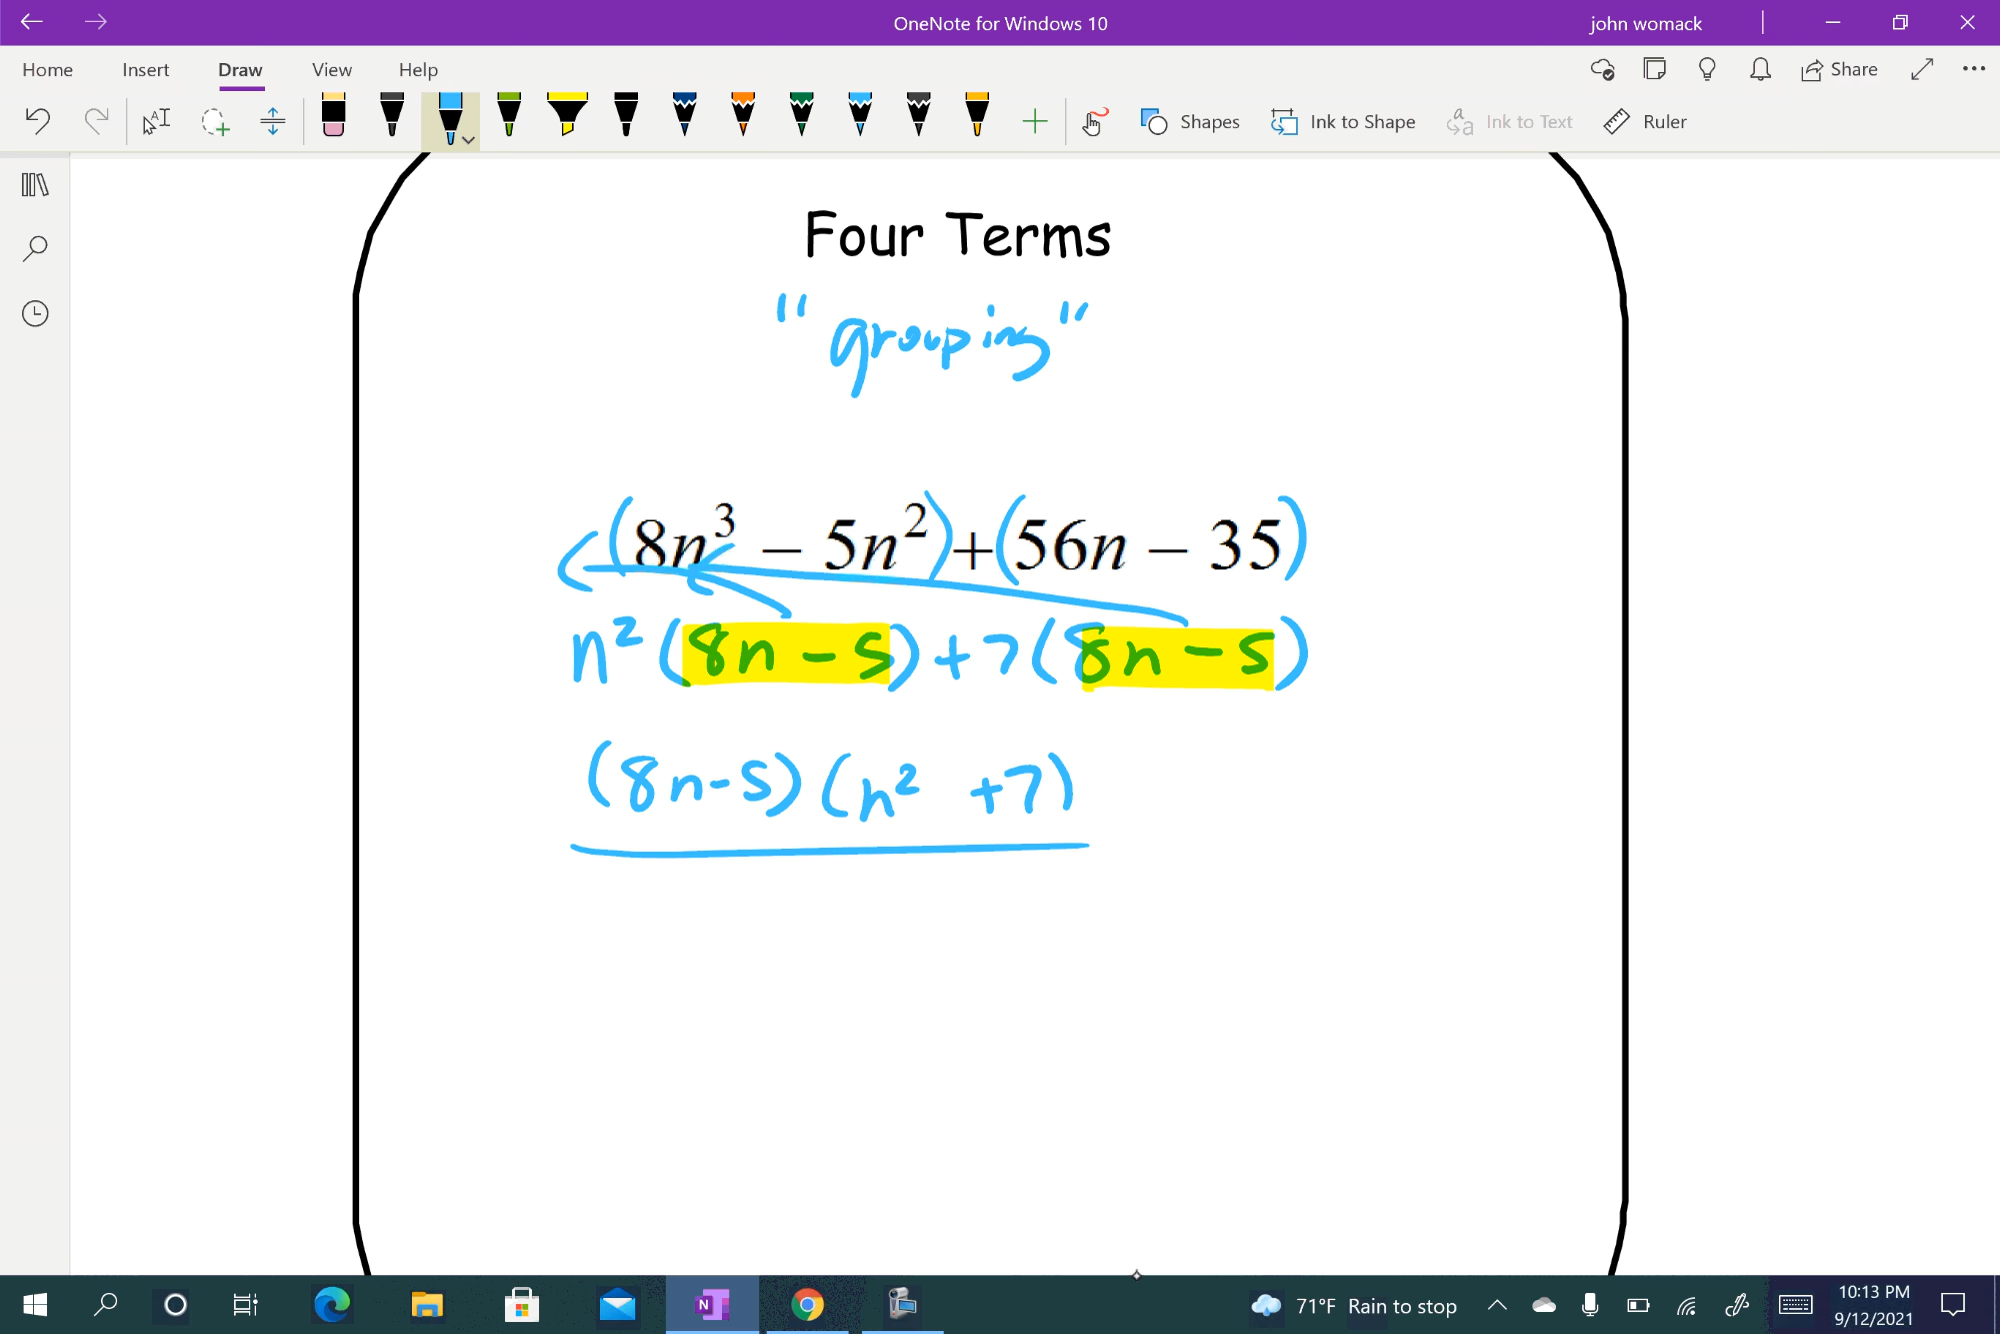 OneNote for Windows 10
john womack
Home Insert Draw View Help
Share
Shapes Ink to Shape Ink to Text Ruler
Four Terms
"grouping"
(8n³ − 5n²)+(56n − 35)
n²(8n − 5)+7(8n − 5)
(8n-5)(n² +7)
71°F Rain to stop
10:13 PM
9/12/2021